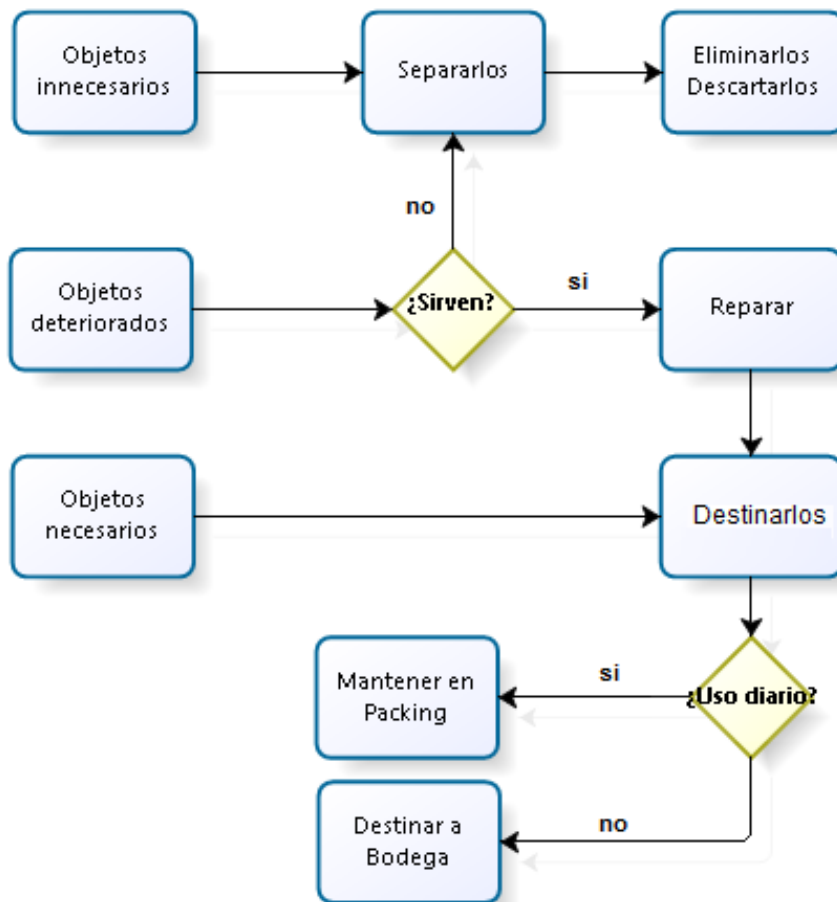 Objetos
innecesarios
Separarlos
Eliminarlos
Descartarlos
no
Objetos
deteriorados
¿Sirven?
si
Reparar
Objetos
necesarios
Destinarlos
Mantener en
Packing
si
¿Uso diario?
Destinar a
Bodega
no